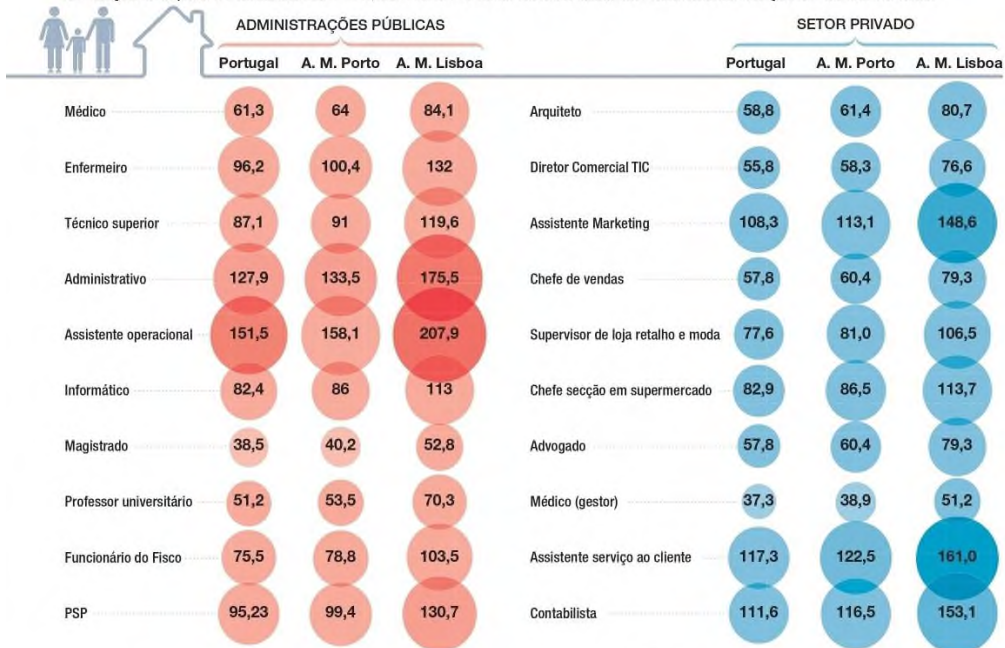 ADMINISTRAÇÕES PÚBLICAS
Portugal A. M. Porto A. M. Lisboa
Médico 61,3 64 84,1
Enfermeiro 96,2 100,4 132
Técnico superior 87,1 91 119,6
Administrativo 127,9 133,5 175,5
Assistente operacional 151,5 158,1 207,9
Informático 82,4 86 113
Magistrado 38,5 40,2 52,8
Professor universitário 51,2 53,5 70,3
Funcionário do Fisco 75,5 78,8 103,5
PSP 95,23 99,4 130,7
SETOR PRIVADO
Portugal A. M. Porto A. M. Lisboa
Arquiteto 58,8 61,4 80,7
Diretor Comercial TIC 55,8 58,3 76,6
Assistente Marketing 108,3 113,1 148,6
Chefe de vendas 57,8 60,4 79,3
Supervisor de loja retalho e moda 77,6 81,0 106,5
Chefe secção em supermercado 82,9 86,5 113,7
Advogado 57,8 60,4 79,3
Médico (gestor) 37,3 38,9 51,2
Assistente serviço ao cliente 117,3 122,5 161,0
Contabilista 111,6 116,5 153,1